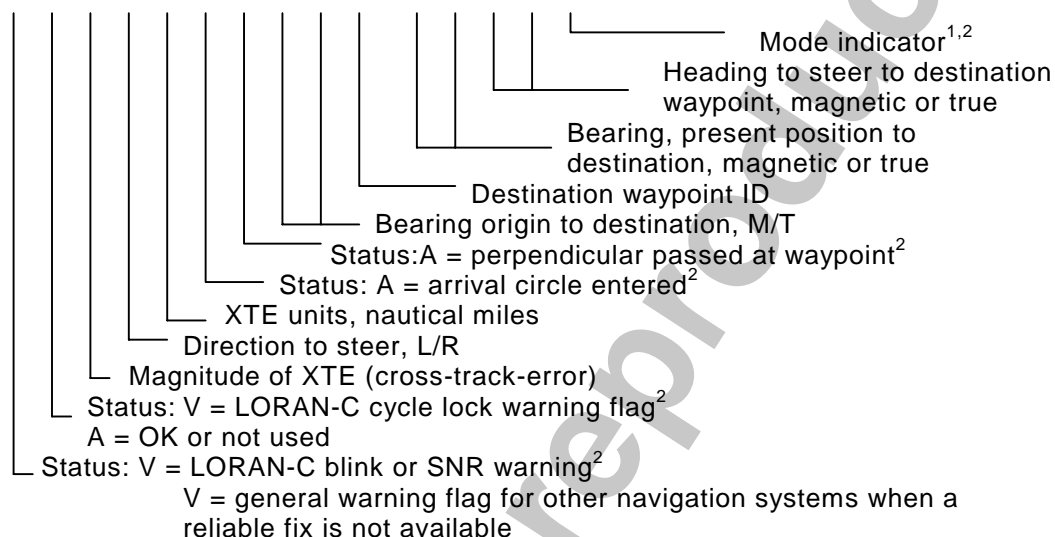 Mode indicator1,2
Heading to steer to destination
waypoint, magnetic or true
Bearing, present position to
destination, magnetic or true
Destination waypoint ID
Bearing origin to destination, M/T
Status:A = perpendicular passed at waypoint2
Status: A = arrival circle entered2
XTE units, nautical miles
Direction to steer, L/R
Magnitude of XTE (cross-track-error)
Status: V = LORAN-C cycle lock warning flag2
A = OK or not used
Status: V = LORAN-C blink or SNR warning2
V = general warning flag for other navigation systems when a
reliable fix is not available
reproduc